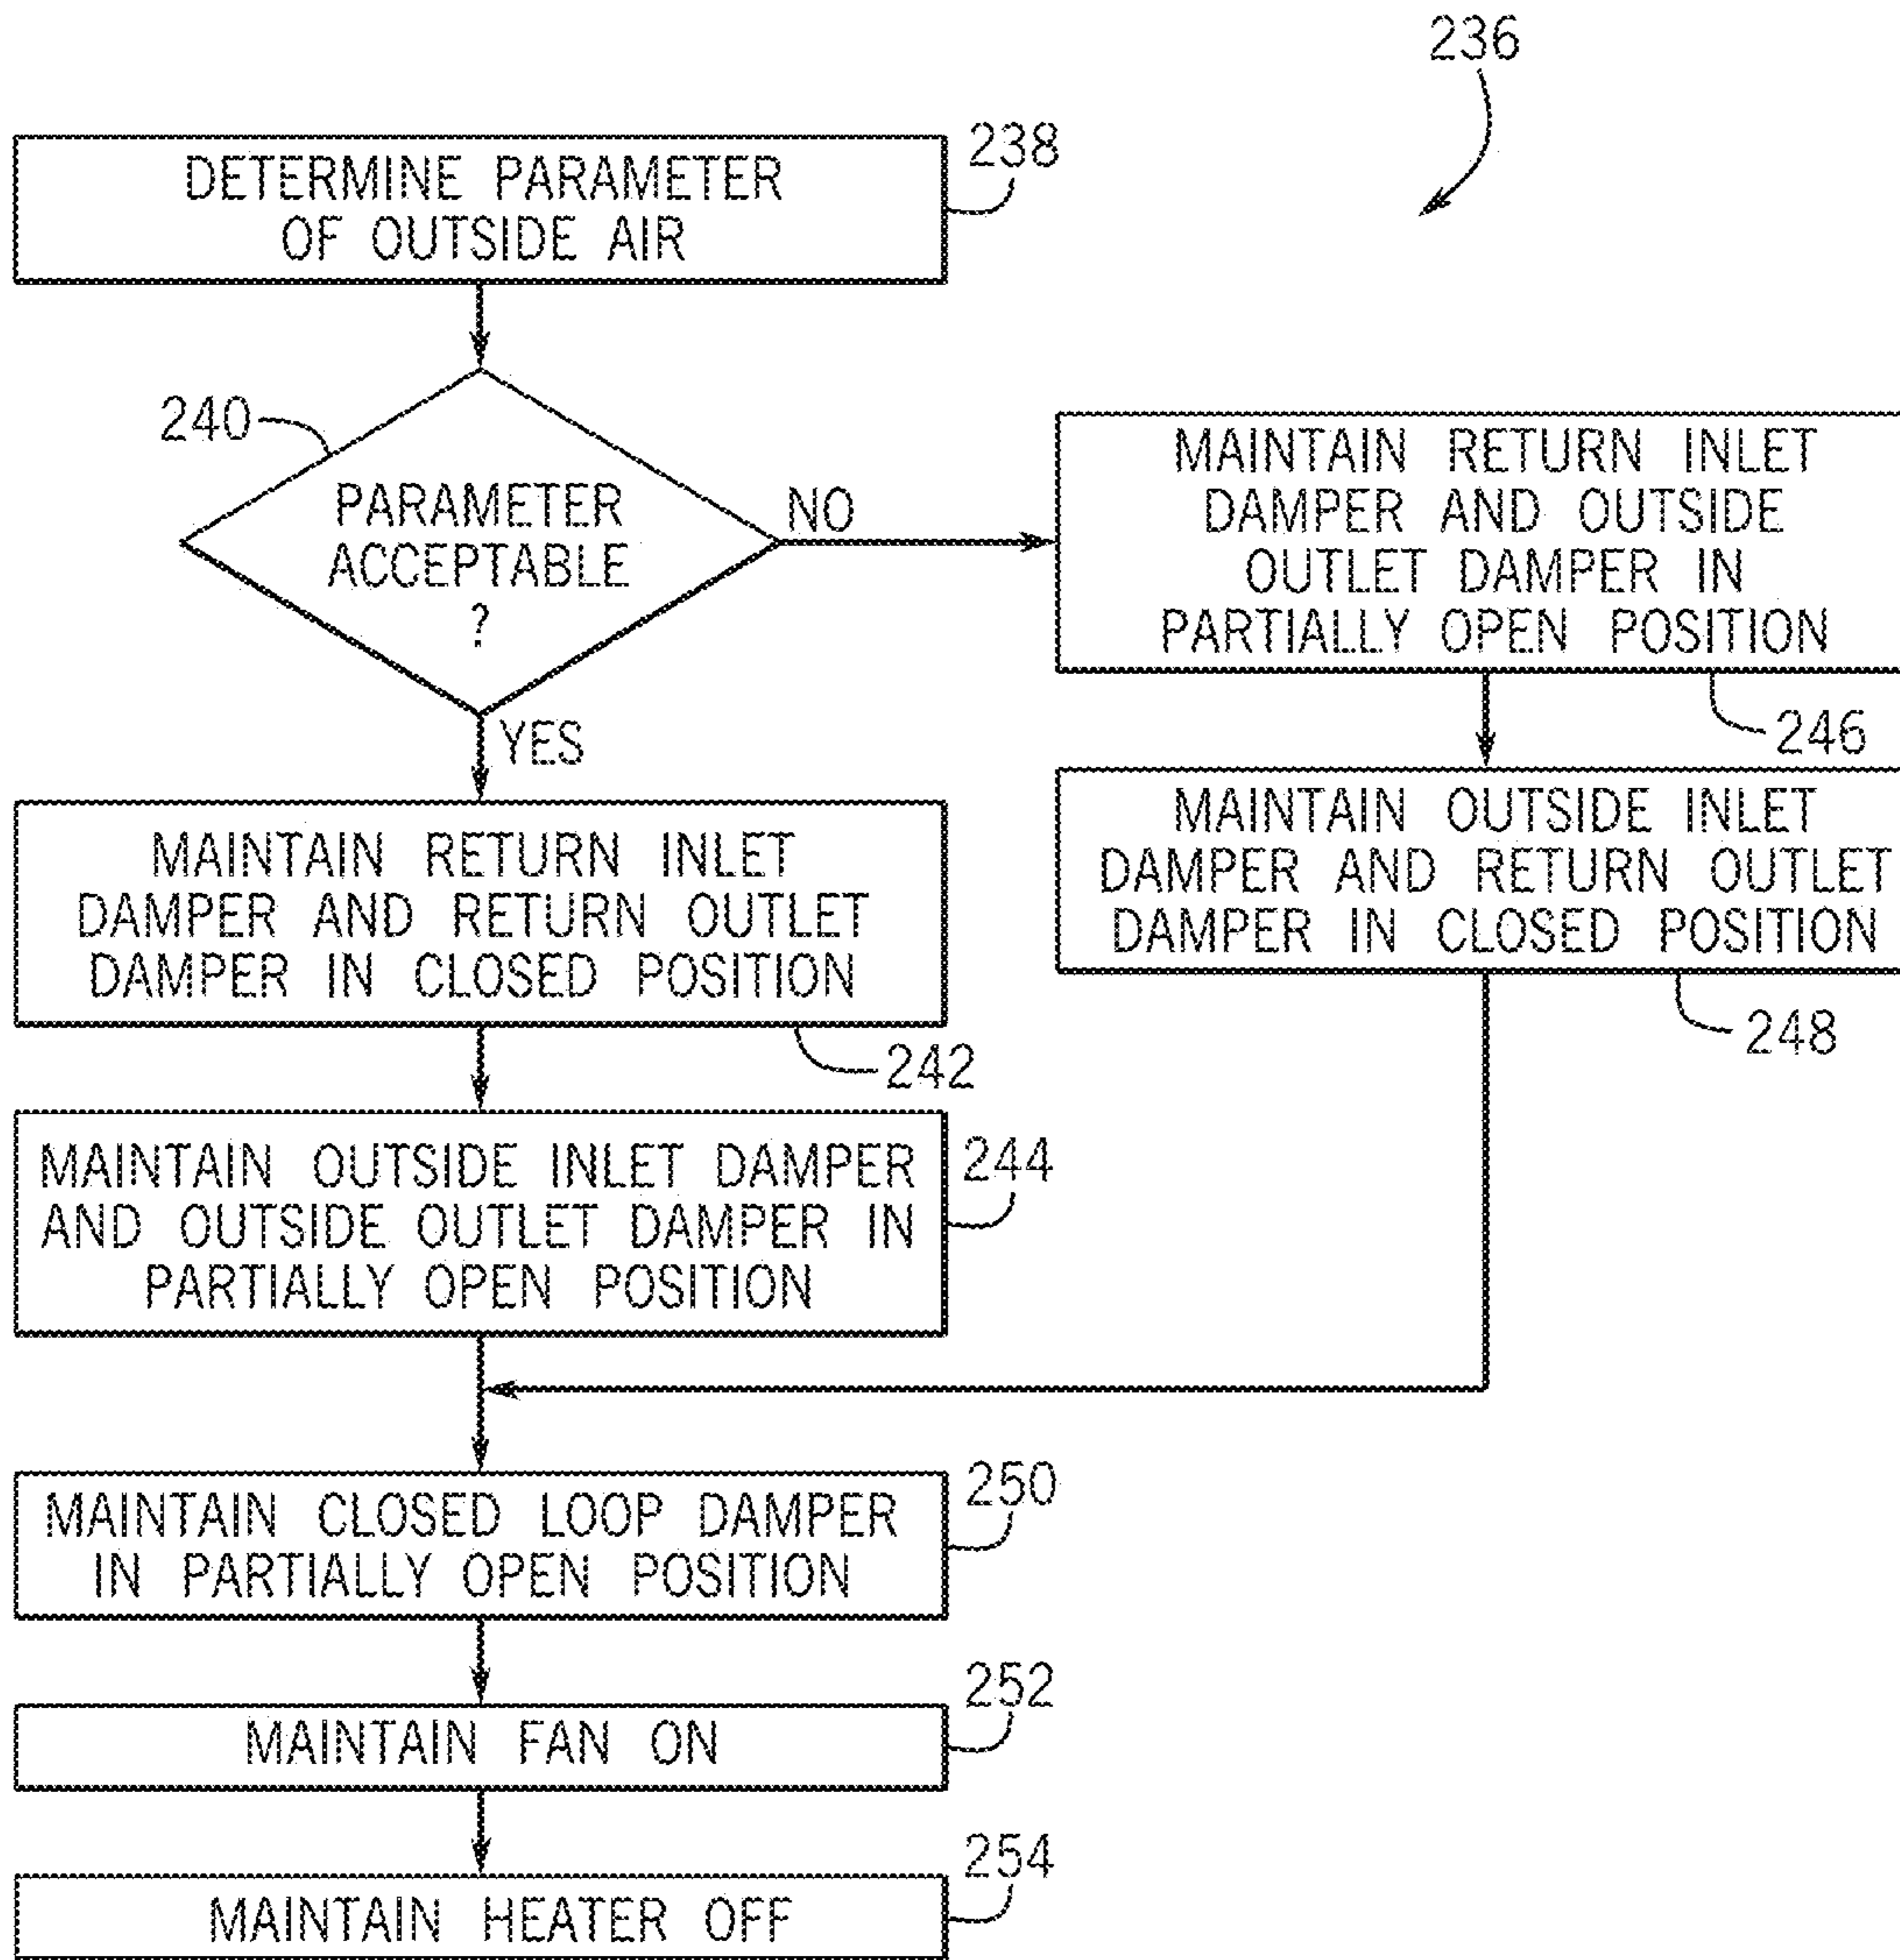 236
DETERMINE PARAMETER
OF OUTSIDE AIR
238
240
PARAMETER
ACCEPTABLE
?
NO
YES
MAINTAIN RETURN INLET
DAMPER AND OUTSIDE
OUTLET DAMPER IN
PARTIALLY OPEN POSITION
246
MAINTAIN OUTSIDE INLET
DAMPER AND RETURN OUTLET
DAMPER IN CLOSED POSITION
248
MAINTAIN RETURN INLET
DAMPER AND RETURN OUTLET
DAMPER IN CLOSED POSITION
242
MAINTAIN OUTSIDE INLET DAMPER
AND OUTSIDE OUTLET DAMPER IN
PARTIALLY OPEN POSITION
244
MAINTAIN CLOSED LOOP DAMPER
IN PARTIALLY OPEN POSITION
250
MAINTAIN FAN ON
252
MAINTAIN HEATER OFF
254